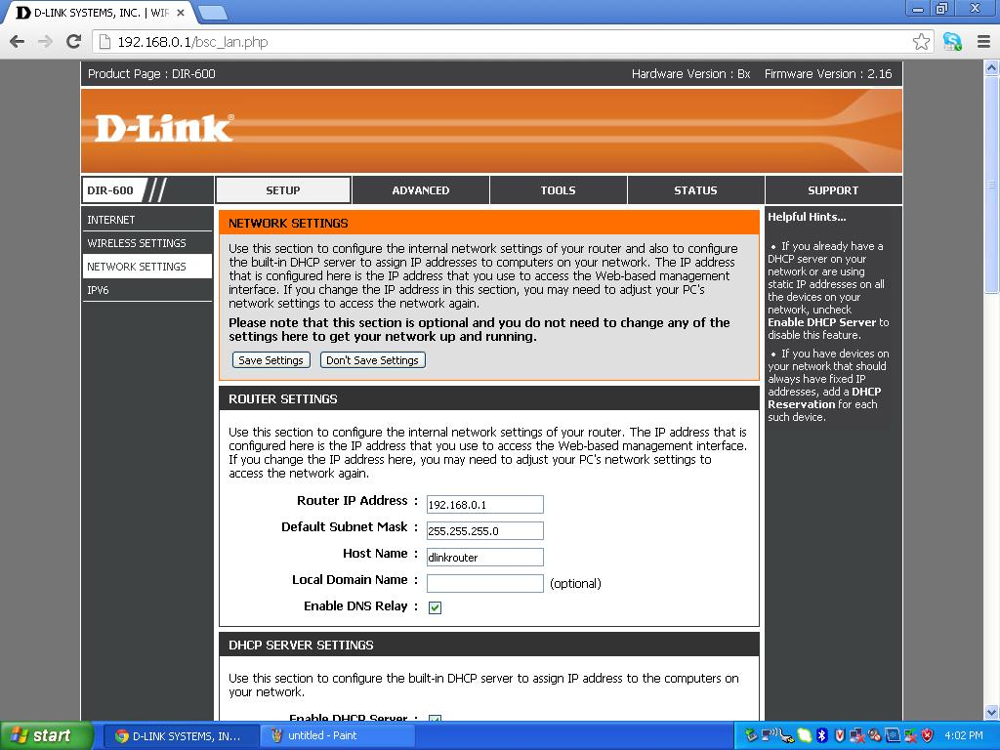 D-LINK SYSTEMS, INC. | WIR
192.168.0.1/bsc_lan.php
Product Page : DIR-600
Hardware Version : Bx Firmware Version : 2.16
D-Link®
DIR-600
SETUP
ADVANCED
TOOLS
STATUS
SUPPORT
INTERNET
WIRELESS SETTINGS
NETWORK SETTINGS
IPV6
NETWORK SETTINGS
Use this section to configure the internal network settings of your router and also to configure
the built-in DHCP server to assign IP addresses to computers on your network. The IP address
that is configured here is the IP address that you use to access the Web-based management
interface. If you change the IP address in this section, you may need to adjust your PC's
network settings to access the network again.
Please note that this section is optional and you do not need to change any of the
settings here to get your network up and running.
Save Settings
Don't Save Settings
ROUTER SETTINGS
Use this section to configure the internal network settings of your router. The IP address that is
configured here is the IP address that you use to access the Web-based management interface.
If you change the IP address here, you may need to adjust your PC's network settings to
access the network again.
Router IP Address : 192.168.0.1
Default Subnet Mask : 255.255.255.0
Host Name : dlinkrouter
Local Domain Name : (optional)
Enable DNS Relay :
DHCP SERVER SETTINGS
Use this section to configure the built-in DHCP server to assign IP address to the computers on
your network.
Enable DHCP Server :
Helpful Hints...
• If you already have a
DHCP server on your
network or are using
static IP addresses on all
the devices on your
network, uncheck
Enable DHCP Server to
disable this feature.
• If you have devices on
your network that should
always have fixed IP
addresses, add a DHCP
Reservation for each
such device.
start
D-LINK SYSTEMS, IN...
untitled - Paint
4:02 PM